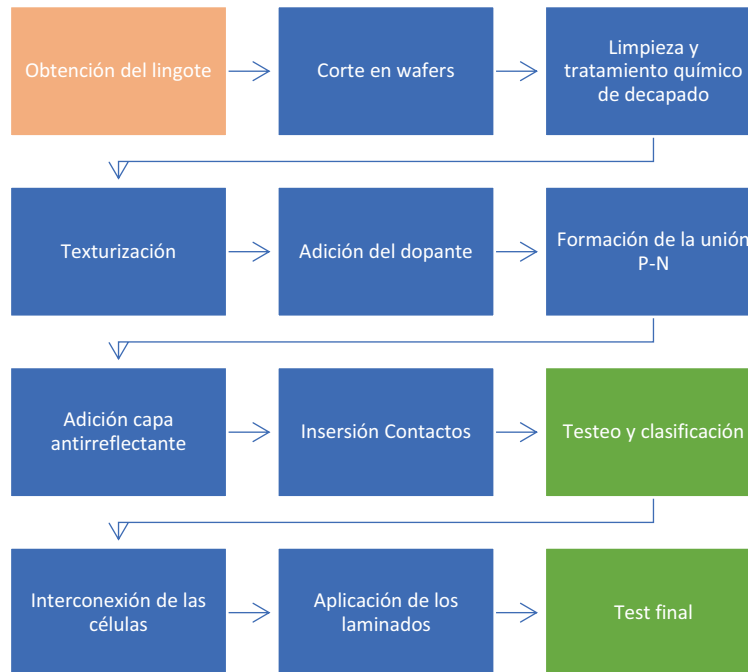 Obtención del lingote
Corte en wafers
Limpieza y
tratamiento químico
de decapado
Texturización
Adición del dopante
Formación de la unión
P-N
Adición capa
antirreflectante
Insersión Contactos
Testeo y clasificación
Interconexión de las
células
Aplicación de los
laminados
Test final